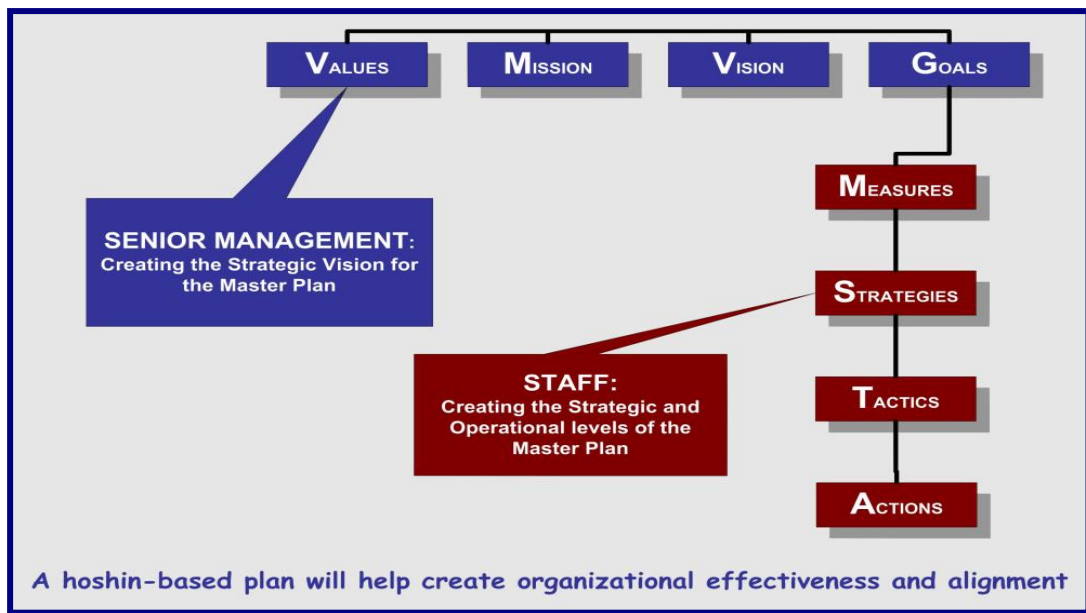 VALUES
MISSION
VISION
GOALS
MEASURES
SENIOR MANAGEMENT:
Creating the Strategic Vision for
the Master Plan
STRATEGIES
STAFF:
Creating the Strategic and
Operational levels of the
Master Plan
TACTICS
ACTIONS
A hoshin-based plan will help create organizational effectiveness and alignment